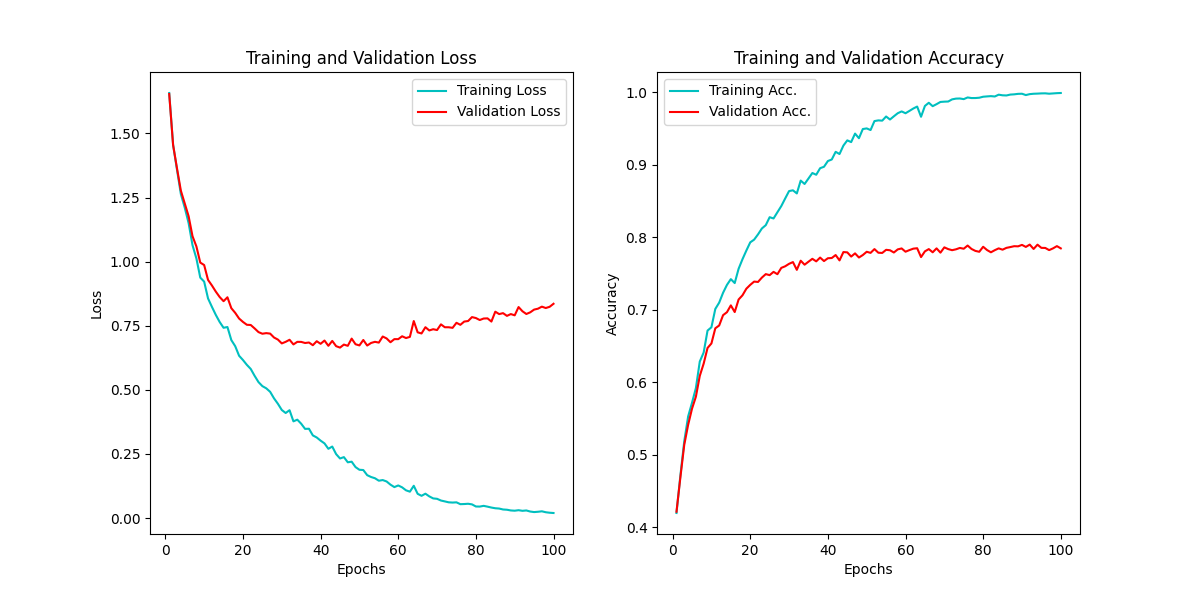 Training and Validation Loss
Training Loss
Validation Loss
1.50
1.25
1.00
0.75
0.50
0.25
0.00
Loss
0 20 40 60 80 100
Epochs
Training and Validation Accuracy
Training Acc.
Validation Acc.
1.0
0.9
0.8
0.7
0.6
0.5
0.4
Accuracy
0 20 40 60 80 100
Epochs